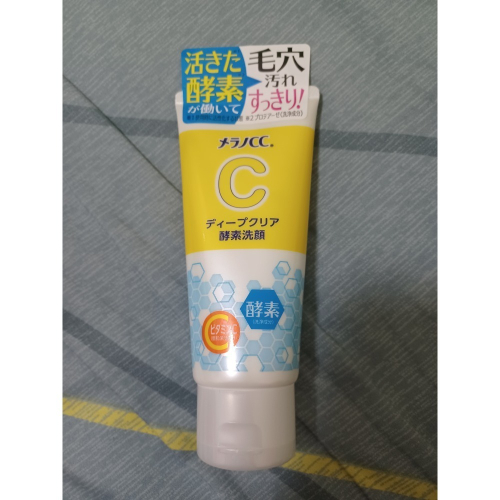 活きた
酵素
が働いて
毛穴
汚れ
すっきり!
メラノCC®
C
ディープクリア
酵素洗顔
酵素
ビタミンC